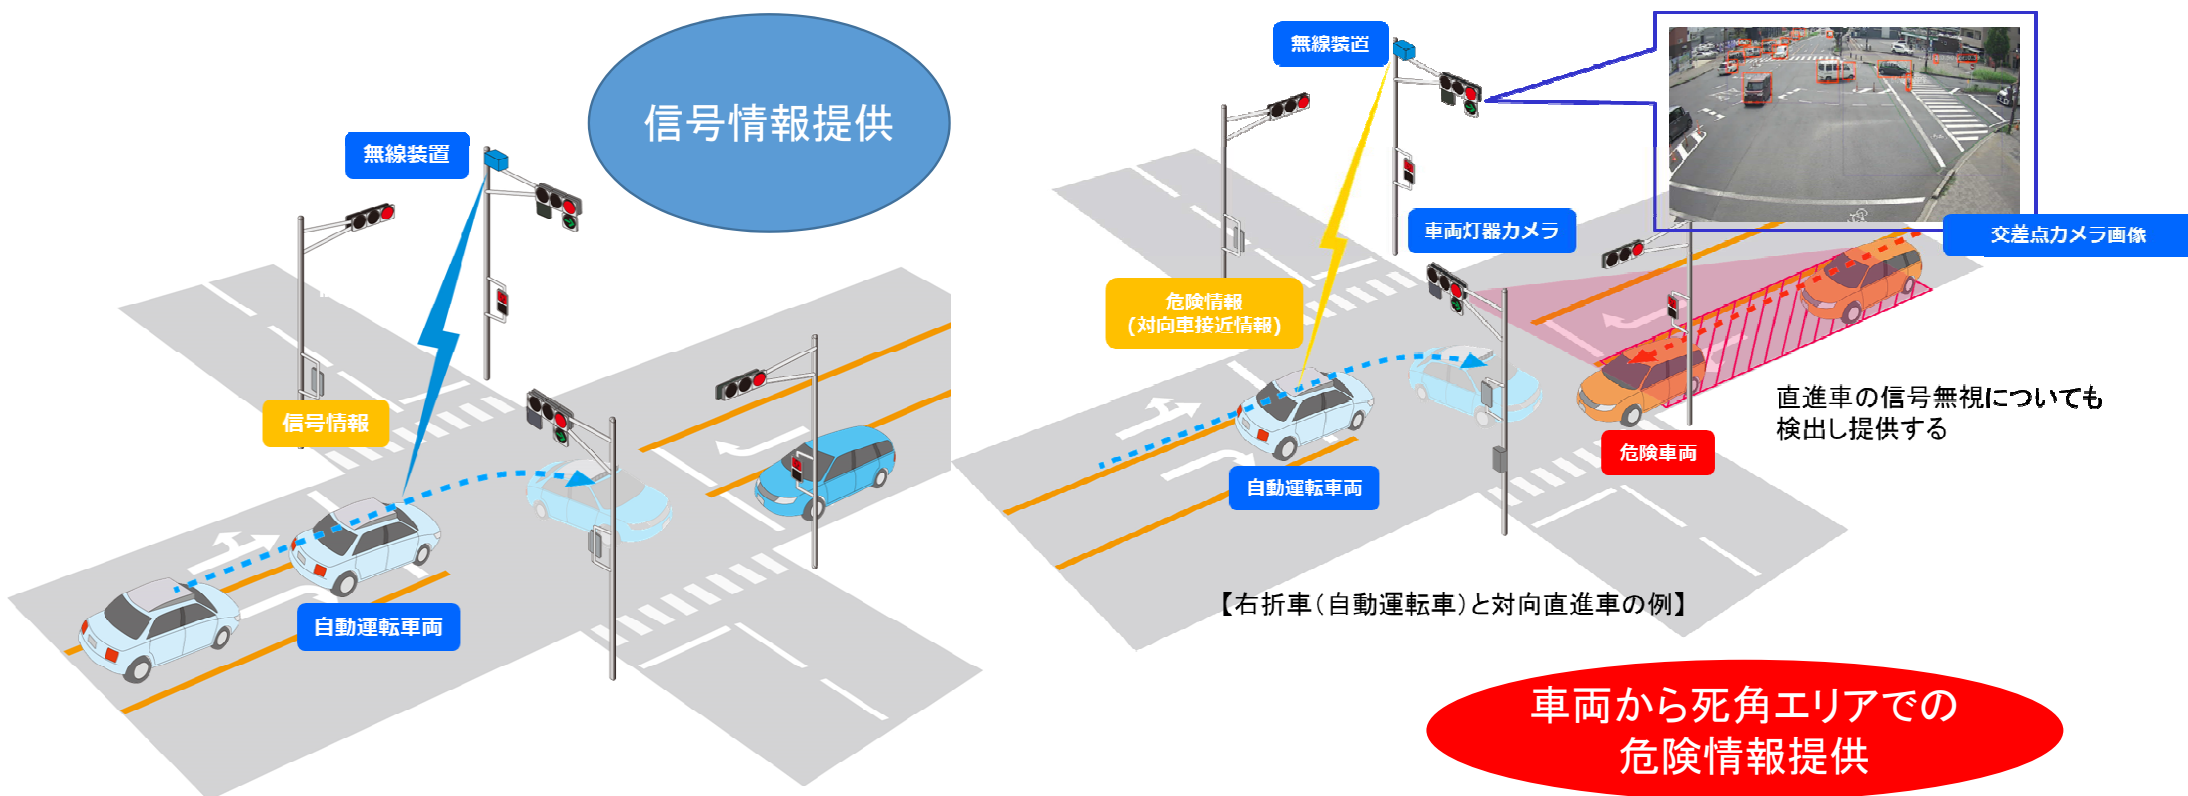 信号情報提供
無線装置
信号情報
自動運転車両
無線装置
車両灯器カメラ
交差点カメラ画像
危険情報
(対向車接近情報)
直進車の信号無視についても
検出し提供する
危険車両
自動運転車両
【右折車(自動運転車)と対向直進車の例】
車両から死角エリアでの
危険情報提供